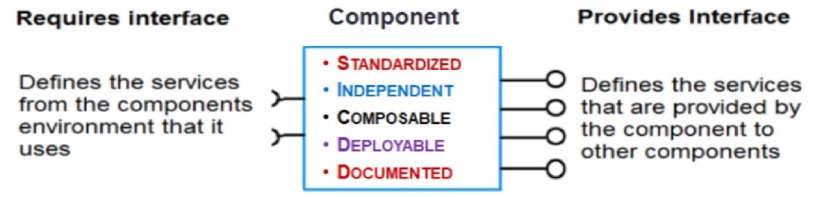 Requires interface
Component
Provides Interface
Defines the services
from the components
environment that it
uses
• STANDARDIZED
• INDEPENDENT
• COMPOSABLE
• DEPLOYABLE
• DOCUMENTED
Defines the services
that are provided by
the component to
other components